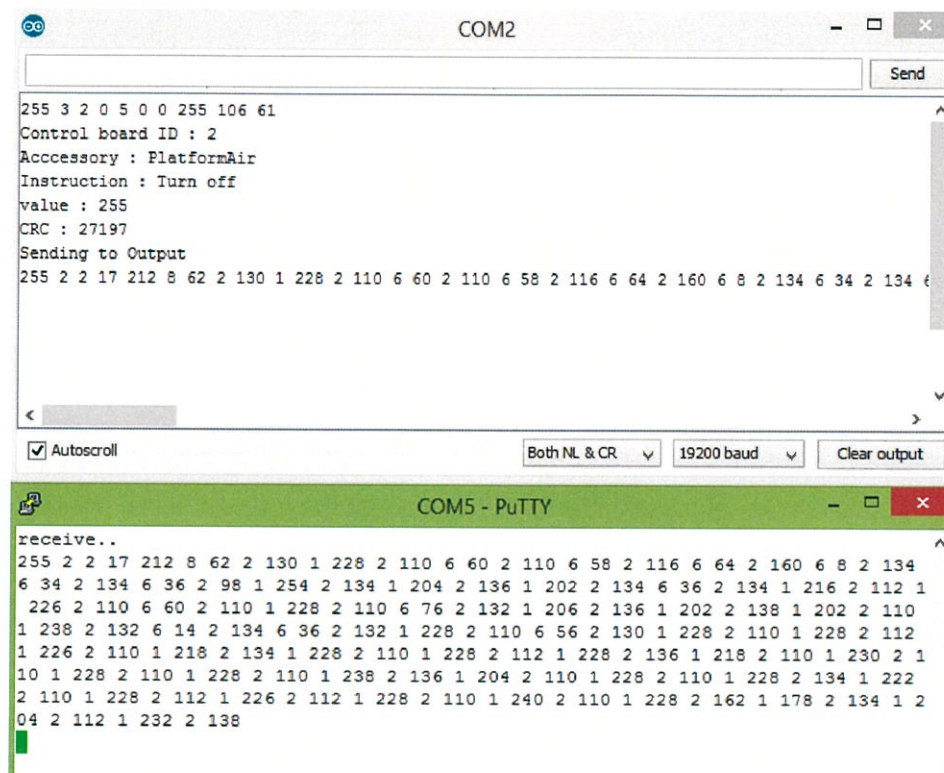 COM2
Send
255 3 2 0 5 0 0 255 106 61
Control board ID : 2
Acccessory : PlatformAir
Instruction : Turn off
value : 255
CRC : 27197
Sending to Output
255 2 2 17 212 8 62 2 130 1 228 2 110 6 60 2 110 6 58 2 116 6 64 2 160 6 8 2 134 6 34 2 134
Autoscroll
Both NL & CR
19200 baud
Clear output
COM5 - PuTTY
receive..
255 2 2 17 212 8 62 2 130 1 228 2 110 6 60 2 110 6 58 2 116 6 64 2 160 6 8 2 134
6 34 2 134 6 36 2 98 1 254 2 134 1 204 2 136 1 202 2 134 6 36 2 134 1 216 2 112 1
226 2 110 6 60 2 110 1 228 2 110 6 76 2 132 1 206 2 136 1 202 2 138 1 202 2 110
1 238 2 132 6 14 2 134 6 36 2 132 1 228 2 110 6 56 2 130 1 228 2 110 1 228 2 112
1 226 2 110 1 218 2 134 1 228 2 110 1 228 2 112 1 228 2 136 1 218 2 110 1 230 2 1
10 1 228 2 110 1 228 2 110 1 238 2 136 1 204 2 110 1 228 2 110 1 228 2 134 1 222
2 110 1 228 2 112 1 226 2 112 1 228 2 110 1 240 2 110 1 228 2 162 1 178 2 134 1 2
04 2 112 1 232 2 138